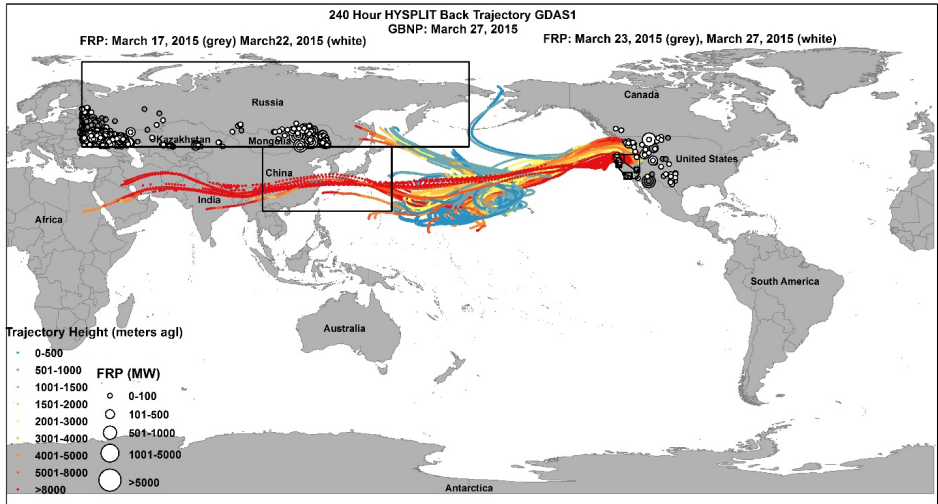 240 Hour HYSPLIT Back Trajectory GDAS1
GBNP: March 27, 2015
FRP: March 17, 2015 (grey) March22, 2015 (white)
FRP: March 23, 2015 (grey), March 27, 2015 (white)
Russia
Canada
Kazakhstan
Mongolia
United States
China
India
Africa
South America
Australia
Trajectory Height (meters agl)
0-500
501-1000
1001-1500
1501-2000
2001-3000
3001-4000
4001-5000
5001-8000
>8000
FRP (MW)
0-100
101-500
501-1000
1001-5000
>5000
Antarctica